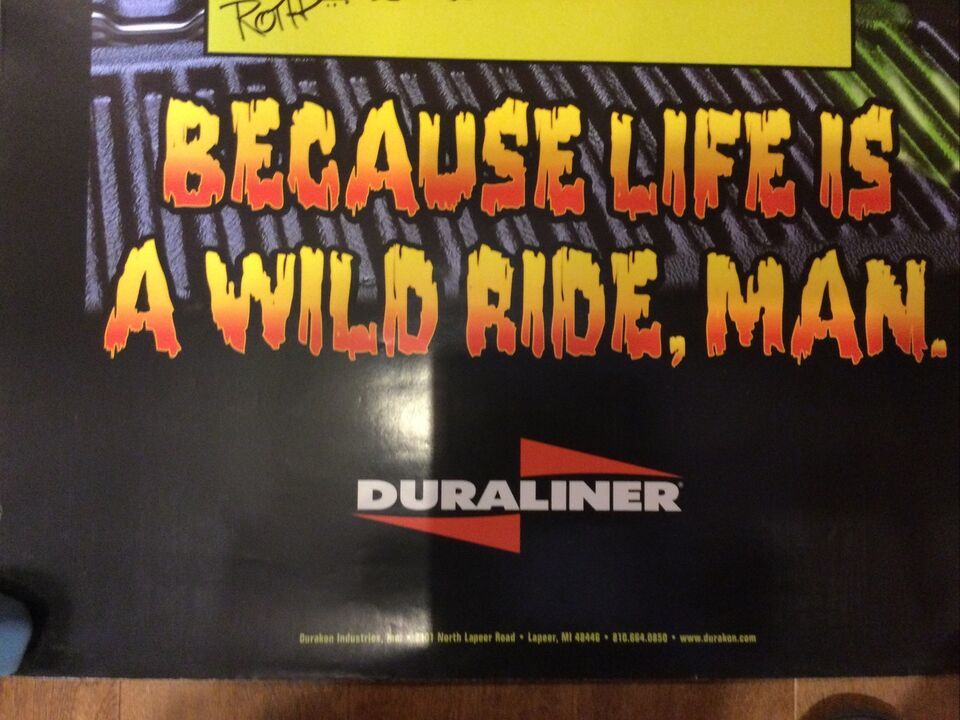 ROTH
BECAUSE LIFE IS
A WILD RIDE, MAN.
DURALINER®
Durakon Industries, North Lapeer Road • Lapeer, MI 48446 • 810.664.0850 • www.durakon.com